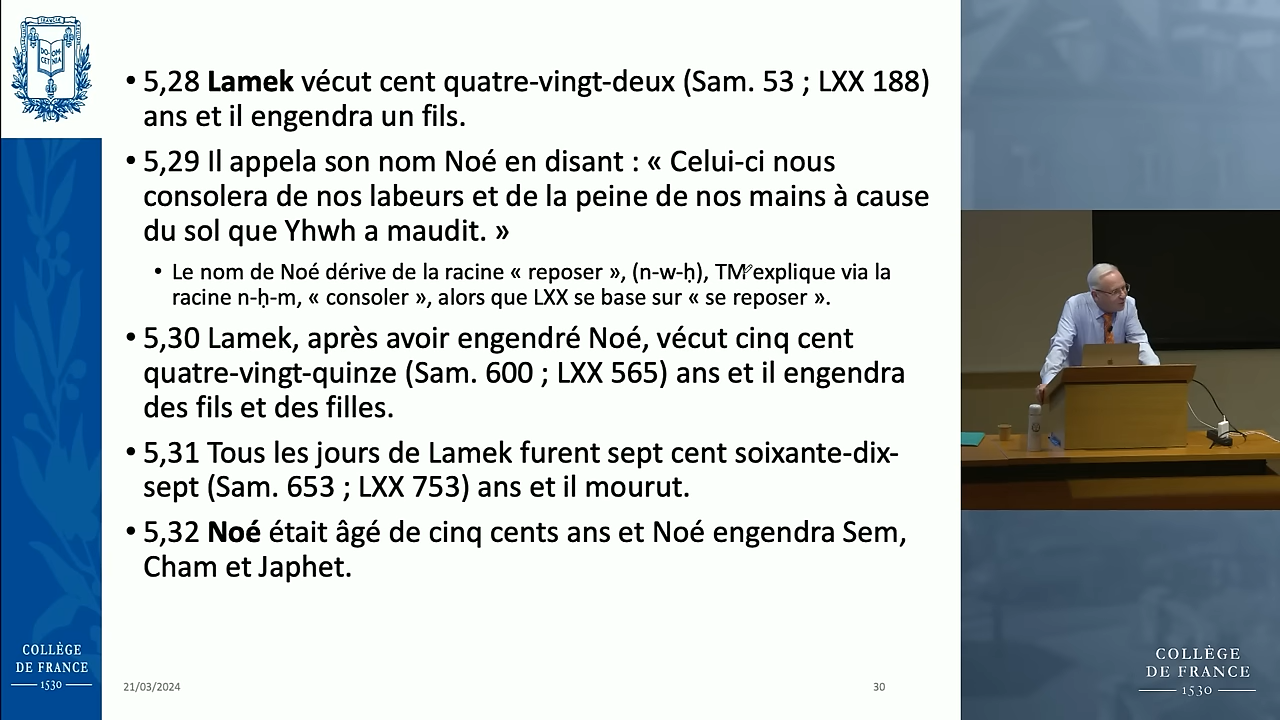 • 5,28 Lamek vécut cent quatre-vingt-deux (Sam. 53 ; LXX 188)
ans et il engendra un fils.
• 5,29 Il appela son nom Noé en disant : « Celui-ci nous
consolera de nos labeurs et de la peine de nos mains à cause
du sol que Yhwh a maudit. »
• Le nom de Noé dérive de la racine « reposer », (n-w-ḥ), TM explique via la
racine n-ḥ-m, « consoler », alors que LXX se base sur « se reposer ».
• 5,30 Lamek, après avoir engendré Noé, vécut cinq cent
quatre-vingt-quinze (Sam. 600 ; LXX 565) ans et il engendra
des fils et des filles.
• 5,31 Tous les jours de Lamek furent sept cent soixante-dix-
sept (Sam. 653 ; LXX 753) ans et il mourut.
• 5,32 Noé était âgé de cinq cents ans et Noé engendra Sem,
Cham et Japhet.
COLLÈGE
DE FRANCE
1530
21/03/2024
30
COLLÈGE
DE FRANCE
1530